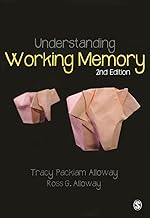 Understanding
Working Memory
2nd Edition
Tracy Packiam Alloway
Ross G. Alloway
SAGE